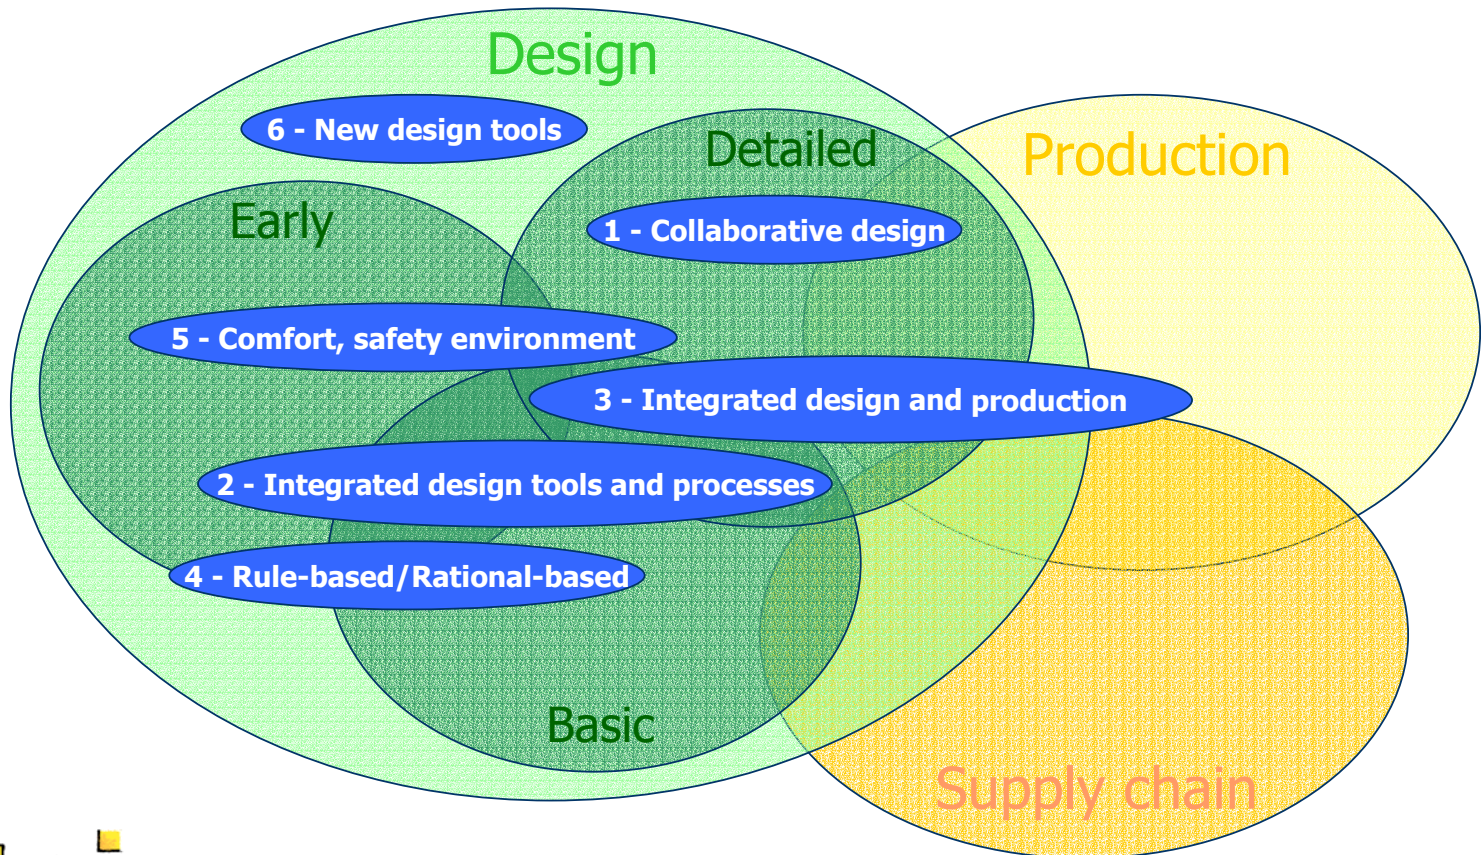 Design
6 - New design tools
Detailed
Production
Early
1 - Collaborative design
5 - Comfort, safety environment
3 - Integrated design and production
2 - Integrated design tools and processes
4 - Rule-based/Rational-based
Basic
Supply chain